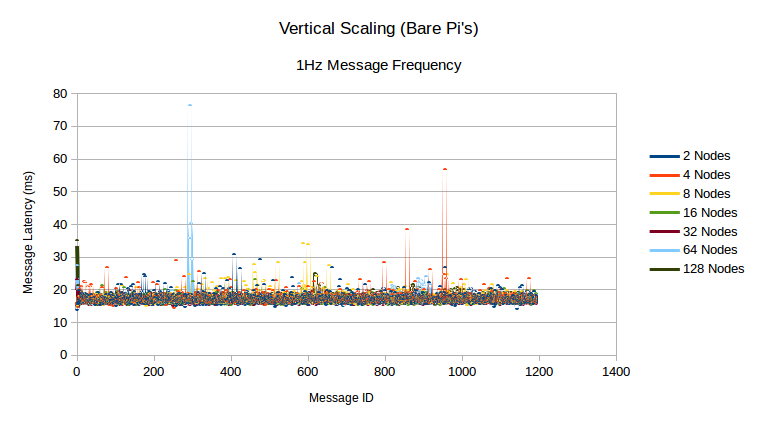 Vertical Scaling (Bare Pi's)
1Hz Message Frequency
Message Latency (ms)
80
70
60
50
40
30
20
10
0
0 200 400 600 800 1000 1200 1400
Message ID
2 Nodes
4 Nodes
8 Nodes
16 Nodes
32 Nodes
64 Nodes
128 Nodes